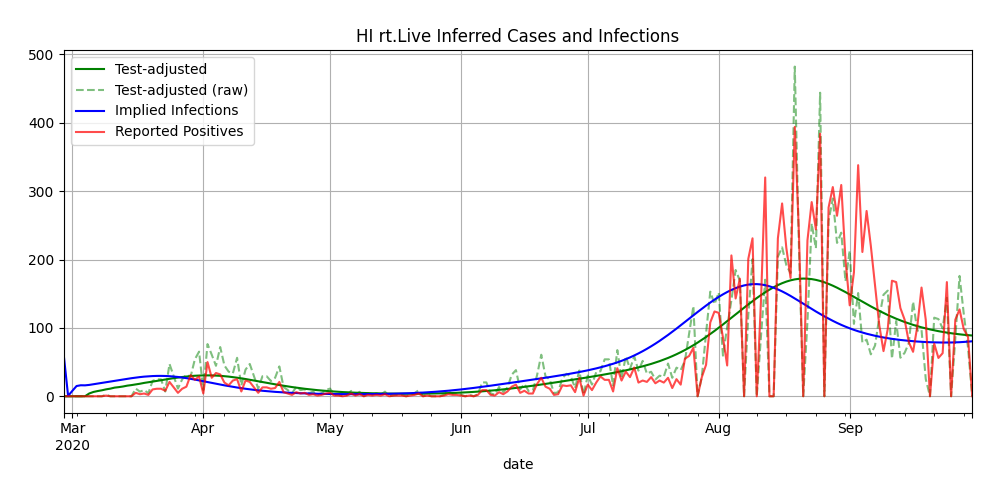 HI rt.Live Inferred Cases and Infections
500
400
300
200
100
0
Test-adjusted
Test-adjusted (raw)
Implied Infections
Reported Positives
Mar Apr May Jun Jul Aug Sep
2020
date